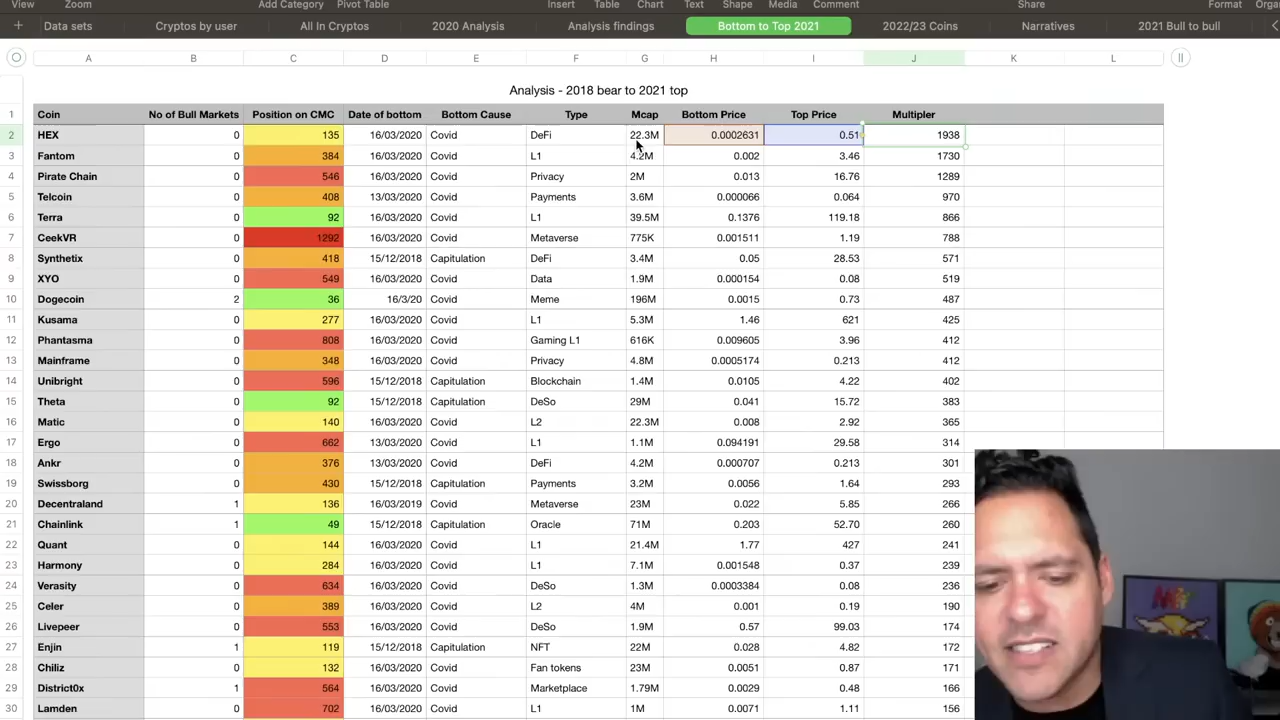 View Zoom Add Category Pivot Table Insert Table Chart Text Shape Media Comment Share Format
+ Data sets Cryptos by user All In Cryptos 2020 Analysis Analysis findings Bottom to Top 2021 2022/23 Coins Narratives 2021 Bull to bull
A B C D E F G H I J K L
Analysis - 2018 bear to 2021 top
1 Coin No of Bull Markets Position on CMC Date of bottom Bottom Cause Type Mcap Bottom Price Top Price Multipler
2 HEX 0 135 16/03/2020 Covid DeFi 22.3M 0.0002631 0.51 1938
3 Fantom 0 384 16/03/2020 Covid L1 4.2M 0.002 3.46 1730
4 Pirate Chain 0 546 16/03/2020 Covid Privacy 2M 0.013 16.76 1289
5 Telcoin 0 408 13/03/2020 Covid Payments 3.6M 0.000066 0.064 970
6 Terra 0 92 16/03/2020 Covid L1 39.5M 0.1376 119.18 866
7 CeekVR 0 1292 16/03/2020 Covid Metaverse 775K 0.001511 1.19 788
8 Synthetix 0 418 15/12/2018 Capitulation DeFi 3.4M 0.05 28.53 571
9 XYO 0 549 16/03/2020 Covid Data 1.9M 0.000154 0.08 519
10 Dogecoin 2 36 16/3/20 Covid Meme 196M 0.0015 0.73 487
11 Kusama 0 277 16/03/2020 Covid L1 5.3M 1.46 621 425
12 Phantasma 0 808 16/03/2020 Covid Gaming L1 616K 0.009605 3.96 412
13 Mainframe 0 348 16/03/2020 Covid Privacy 4.8M 0.0005174 0.213 412
14 Unibright 0 596 15/12/2018 Capitulation Blockchain 1.4M 0.0105 4.22 402
15 Theta 0 92 15/12/2018 Capitulation DeSo 29M 0.041 15.72 383
16 Matic 0 140 16/03/2020 Covid L2 22.3M 0.008 2.92 365
17 Ergo 0 662 13/03/2020 Covid L1 1.1M 0.094191 29.58 314
18 Ankr 0 376 13/03/2020 Covid DeFi 4.2M 0.000707 0.213 301
19 Swissborg 0 430 15/12/2018 Capitulation Payments 3.2M 0.0056 1.64 293
20 Decentraland 1 136 16/03/2019 Covid Metaverse 23M 0.022 5.85 266
21 Chainlink 1 49 15/12/2018 Capitulation Oracle 71M 0.203 52.70 260
22 Quant 0 144 16/03/2020 Covid L1 21.4M 1.77 427 241
23 Harmony 0 284 16/03/2020 Covid L1 7.1M 0.001548 0.37 239
24 Verasity 0 634 16/03/2020 Covid DeSo 1.3M 0.0003384 0.08 236
25 Celer 0 389 16/03/2020 Covid L2 4M 0.001 0.19 190
26 Livepeer 0 553 16/03/2020 Covid DeSo 1.9M 0.57 99.03 174
27 Enjin 1 119 15/12/2018 Capitulation NFT 22M 0.028 4.82 172
28 Chiliz 0 132 16/03/2020 Covid Fan tokens 23M 0.0051 0.87 171
29 District0x 1 564 16/03/2020 Covid Marketplace 1.79M 0.0029 0.48 166
30 Lamden 0 702 16/03/2020 Covid L1 1M 0.0071 1.11 156